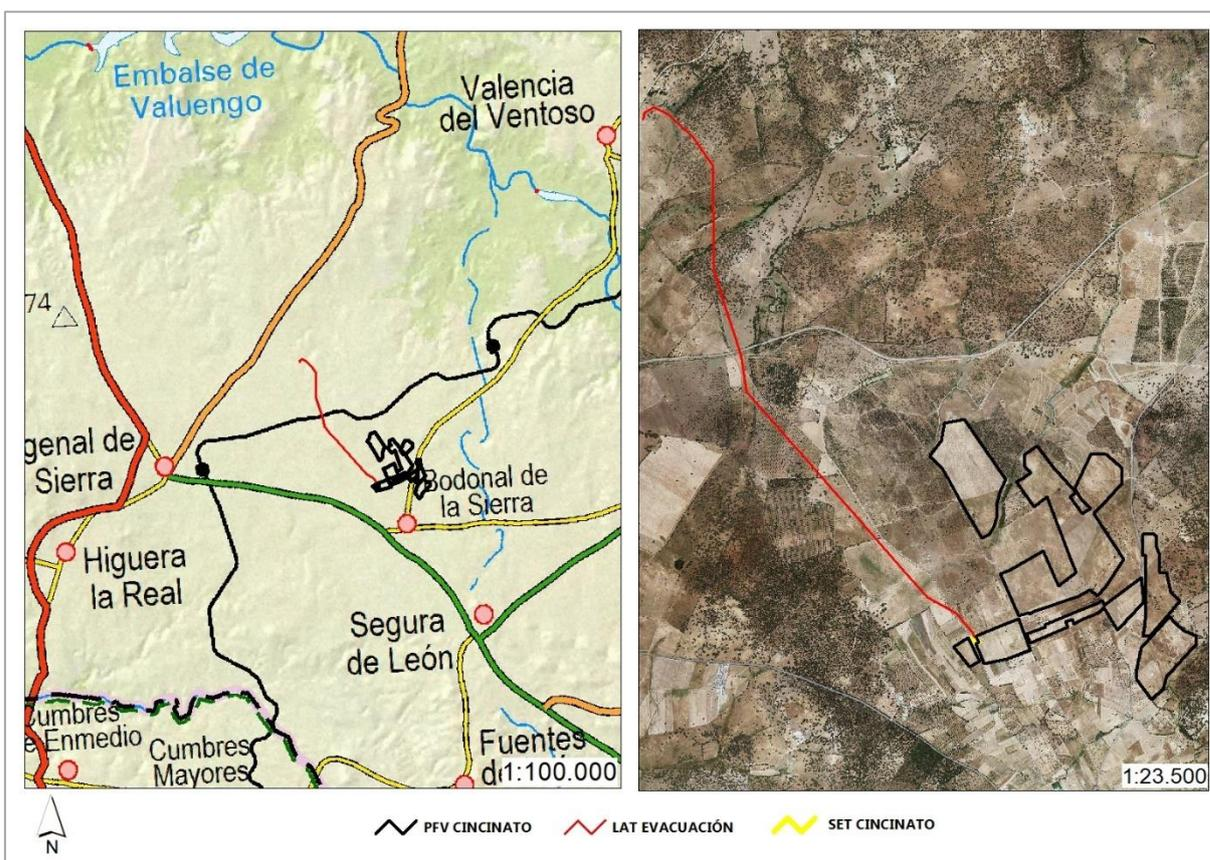 Embalse de
Valuengo
Valencia
del Ventoso
74
genal de
Sierra
Bodonal de
la Sierra
Higuera
la Real
Segura
de León
Cumbres
Enmedio
Cumbres
Mayores
Fuentes
1:100.000
1:23.500
N
PFV CINCINATO
LAT EVACUACIÓN
SET CINCINATO